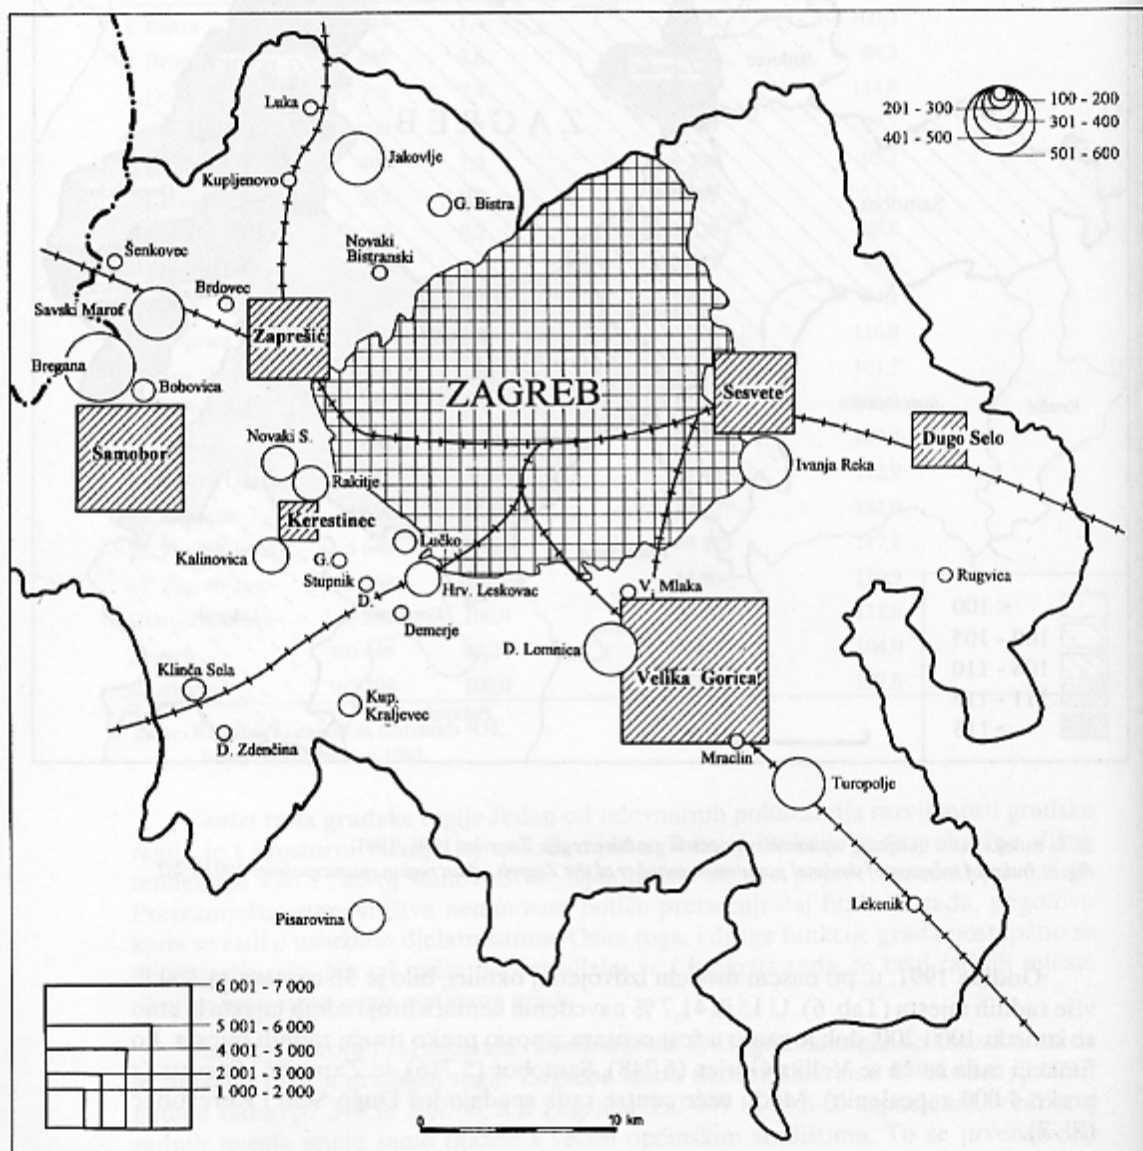 Luka
Jakovlje
Kupljenovo
G. Bistra
Novaki
Bistranski
Šenkovec
Brdovec
Savski Marof
Zaprešić
Bregana
Bobovica
ZAGREB
Sesvete
Samobor
Novaki S.
Rakitje
Ivanja Reka
Dugo Selo
Kerestinec
Lučko
Kalinovica
G.
Stupnik
D.
Hrv. Leskovac
V. Mlaka
Rugvica
Demerje
D. Lomnica
Velika Gorica
Klinča Sela
Kup.
Kraljevec
D. Zdenčina
Mraclin
Turopolje
Pisarovina
Lekenik
201 - 300
100 - 200
301 - 400
401 - 500
501 - 600
6 001 - 7 000
5 001 - 6 000
4 001 - 5 000
2 001 - 3 000
1 000 - 2 000
0
10 km